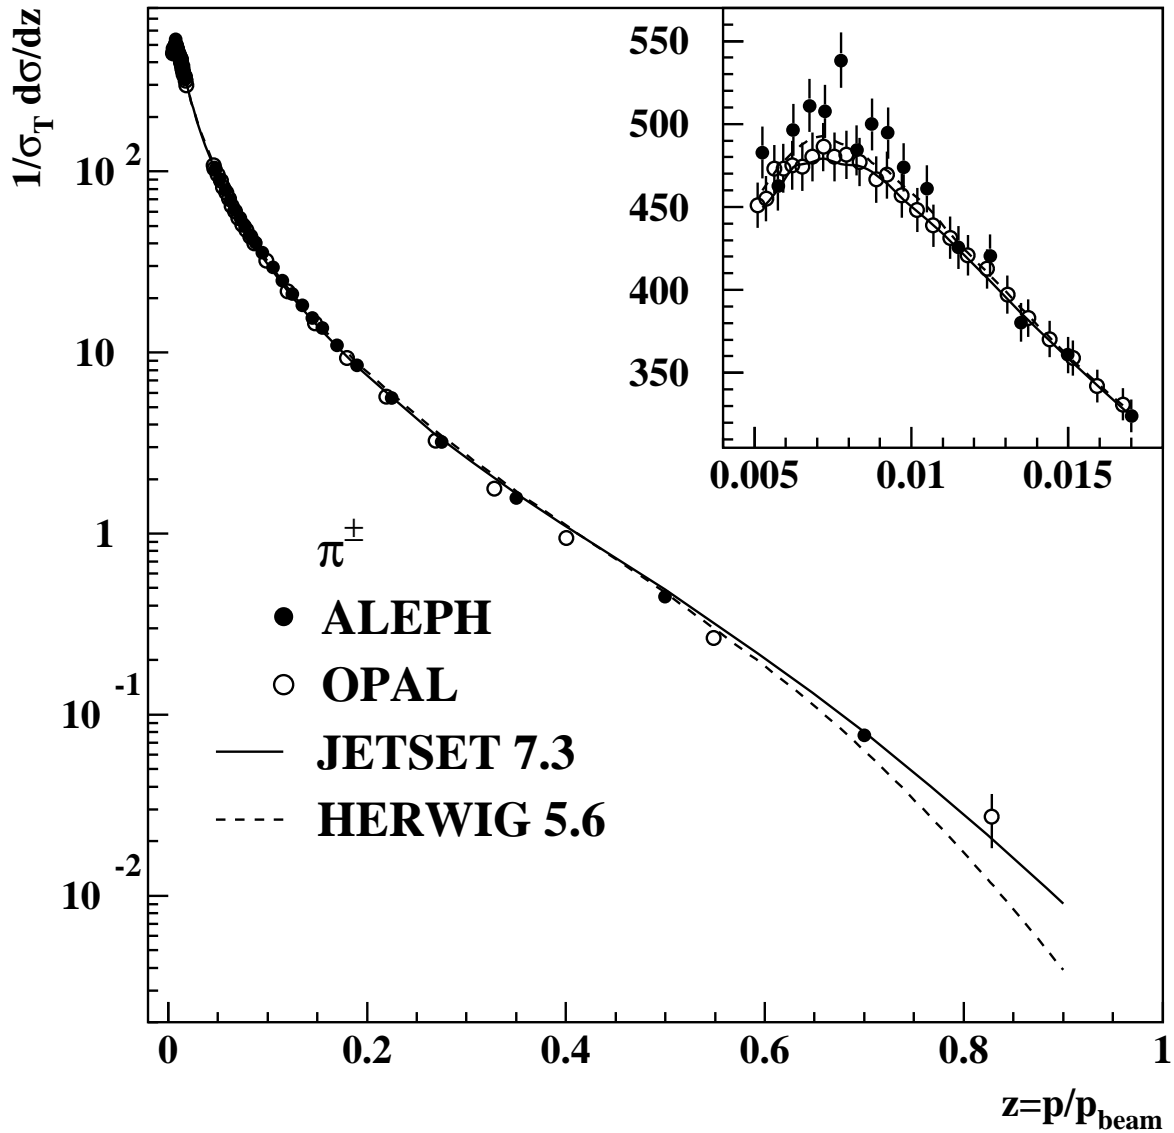 1/σ_T dσ/dz
10^2
10
1
10^-1
10^-2
550
500
450
400
350
0.005 0.01 0.015
π^±
ALEPH
OPAL
JETSET 7.3
HERWIG 5.6
0 0.2 0.4 0.6 0.8 1
z=p/p_beam